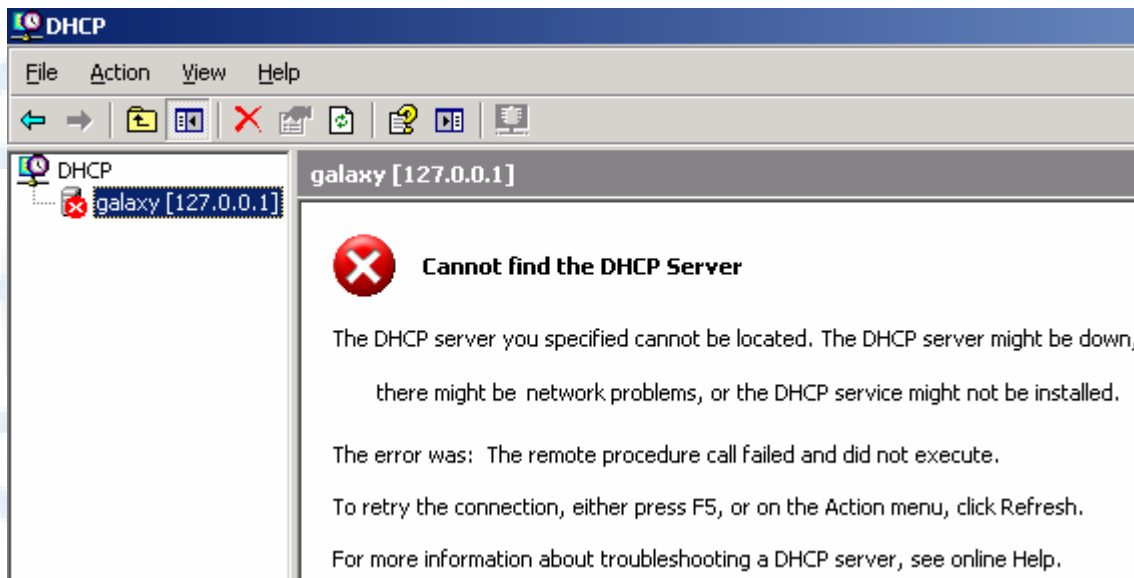 DHCP
File Action View Help
DHCP
galaxy [127.0.0.1]
galaxy [127.0.0.1]
Cannot find the DHCP Server
The DHCP server you specified cannot be located. The DHCP server might be down,
there might be network problems, or the DHCP service might not be installed.
The error was: The remote procedure call failed and did not execute.
To retry the connection, either press F5, or on the Action menu, click Refresh.
For more information about troubleshooting a DHCP server, see online Help.